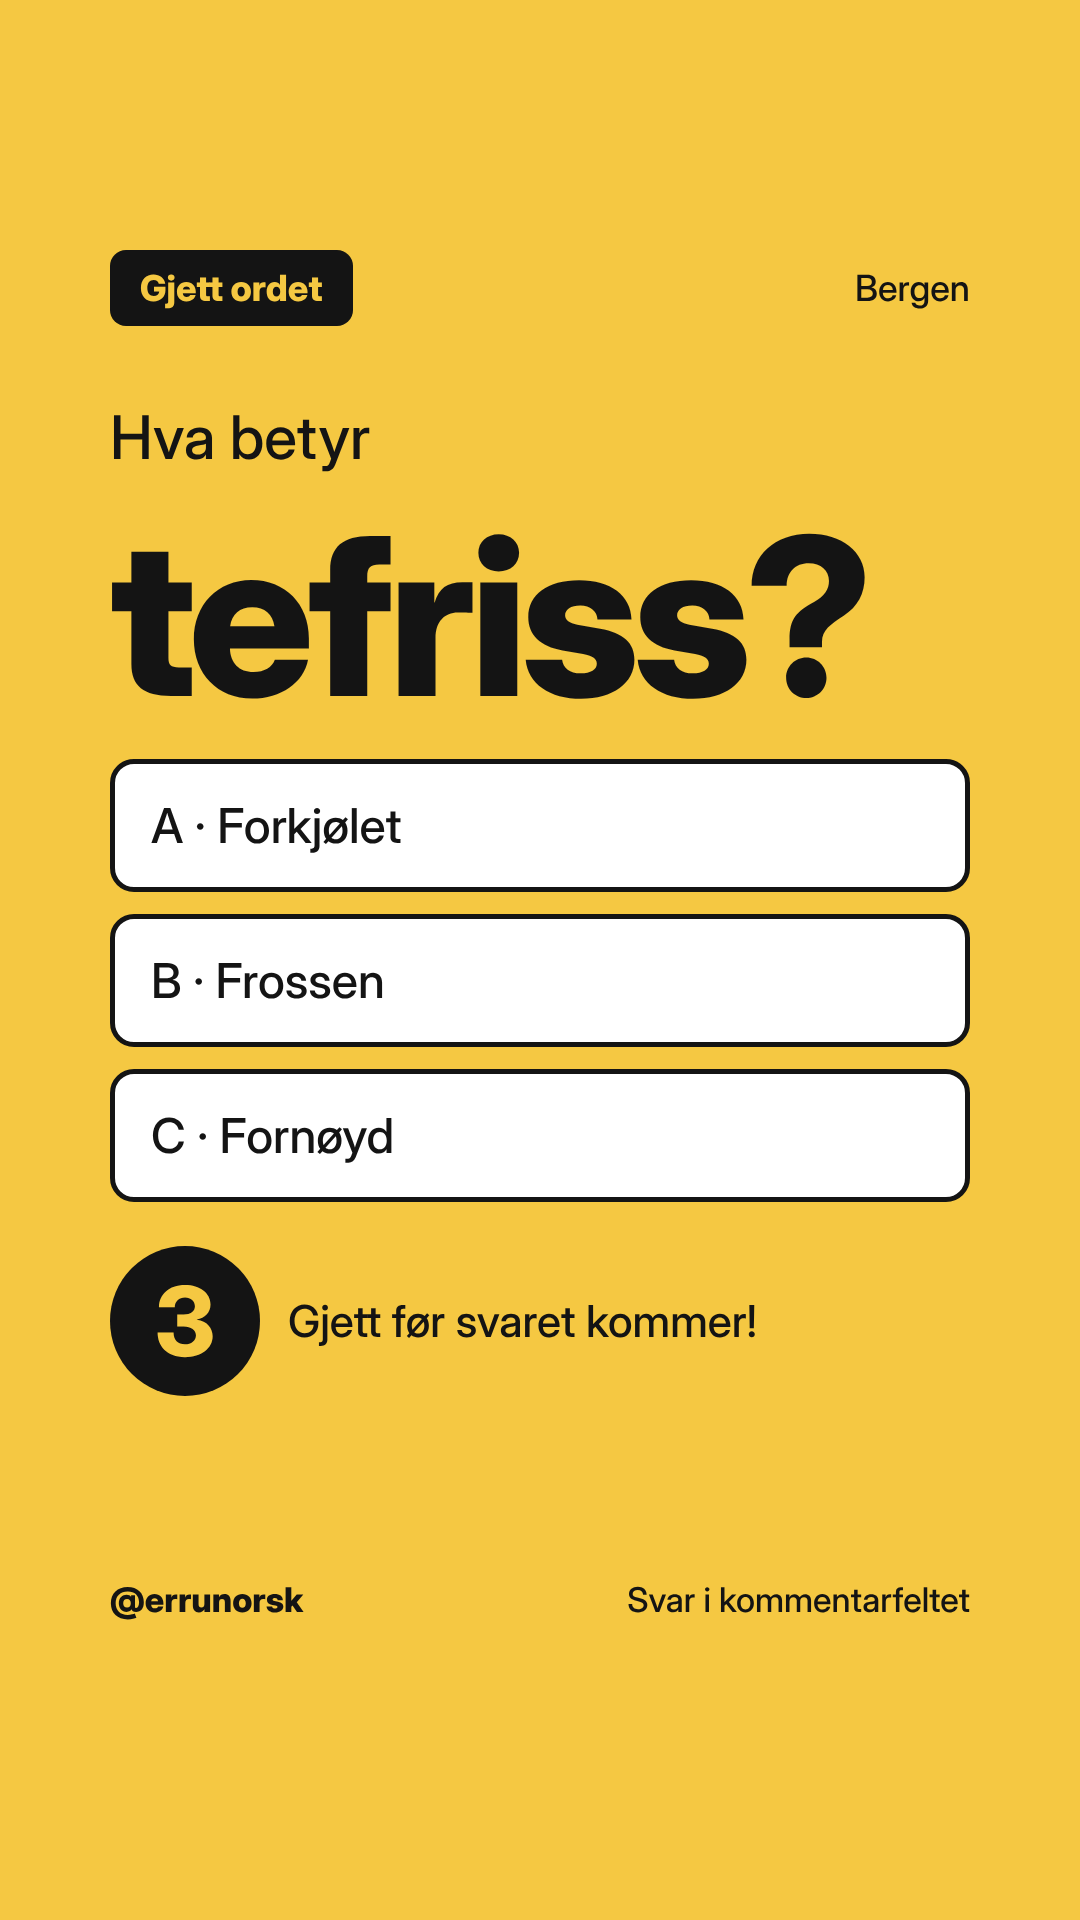 Gjett ordet
Bergen
Hva betyr
tefriss?
A · Forkjølet
B · Frossen
C · Fornøyd
3
Gjett før svaret kommer!
@errunorsk
Svar i kommentarfeltet